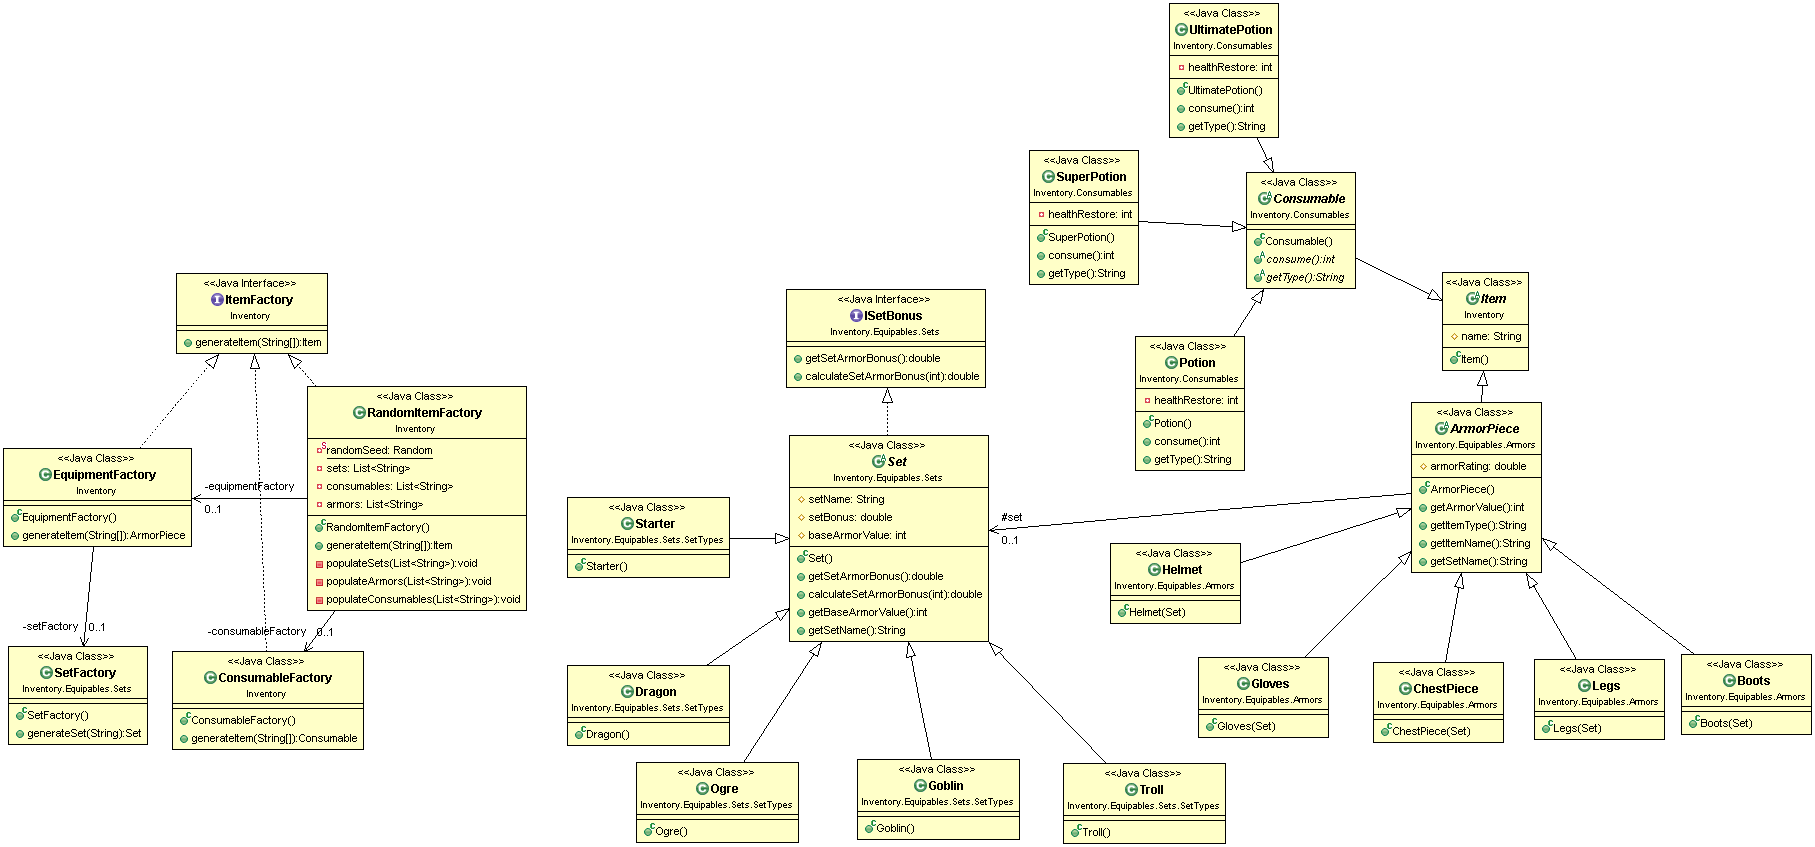 <<Java Class>>
UltimatePotion
Inventory.Consumables
healthRestore: int
UltimatePotion()
consume():int
getType():String
<<Java Class>>
SuperPotion
Inventory.Consumables
healthRestore: int
SuperPotion()
consume():int
getType():String
<<Java Class>>
Consumable
Inventory.Consumables
Consumable()
consume():int
getType():String
<<Java Class>>
Item
Inventory
name: String
Item()
<<Java Interface>>
ItemFactory
Inventory
generateItem(String[]):Item
<<Java Interface>>
ISetBonus
Inventory.Equipables.Sets
getSetArmorBonus():double
calculateSetArmorBonus(int):double
<<Java Class>>
Potion
Inventory.Consumables
healthRestore: int
Potion()
consume():int
getType():String
<<Java Class>>
RandomItemFactory
Inventory
randomSeed: Random
sets: List<String>
consumables: List<String>
armors: List<String>
RandomItemFactory()
generateItem(String[]):Item
populateSets(List<String>):void
populateArmors(List<String>):void
populateConsumables(List<String>):void
<<Java Class>>
EquipmentFactory
Inventory
EquipmentFactory()
generateItem(String[]):ArmorPiece
-equipmentFactory
0..1
<<Java Class>>
Set
Inventory.Equipables.Sets
setName: String
setBonus: double
baseArmorValue: int
Set()
getSetArmorBonus():double
calculateSetArmorBonus(int):double
getBaseArmorValue():int
getSetName():String
<<Java Class>>
ArmorPiece
Inventory.Equipables.Armors
armorRating: double
ArmorPiece()
getArmorValue():int
getItemType():String
getItemName():String
getSetName():String
#set
0..1
<<Java Class>>
Starter
Inventory.Equipables.Sets.SetTypes
Starter()
<<Java Class>>
Helmet
Inventory.Equipables.Armors
Helmet(Set)
-setFactory
0..1
-consumableFactory
0..1
<<Java Class>>
SetFactory
Inventory.Equipables.Sets
SetFactory()
generateSet(String):Set
<<Java Class>>
ConsumableFactory
Inventory
ConsumableFactory()
generateItem(String[]):Consumable
<<Java Class>>
Dragon
Inventory.Equipables.Sets.SetTypes
Dragon()
<<Java Class>>
Gloves
Inventory.Equipables.Armors
Gloves(Set)
<<Java Class>>
ChestPiece
Inventory.Equipables.Armors
ChestPiece(Set)
<<Java Class>>
Legs
Inventory.Equipables.Armors
Legs(Set)
<<Java Class>>
Boots
Inventory.Equipables.Armors
Boots(Set)
<<Java Class>>
Ogre
Inventory.Equipables.Sets.SetTypes
Ogre()
<<Java Class>>
Goblin
Inventory.Equipables.Sets.SetTypes
Goblin()
<<Java Class>>
Troll
Inventory.Equipables.Sets.SetTypes
Troll()